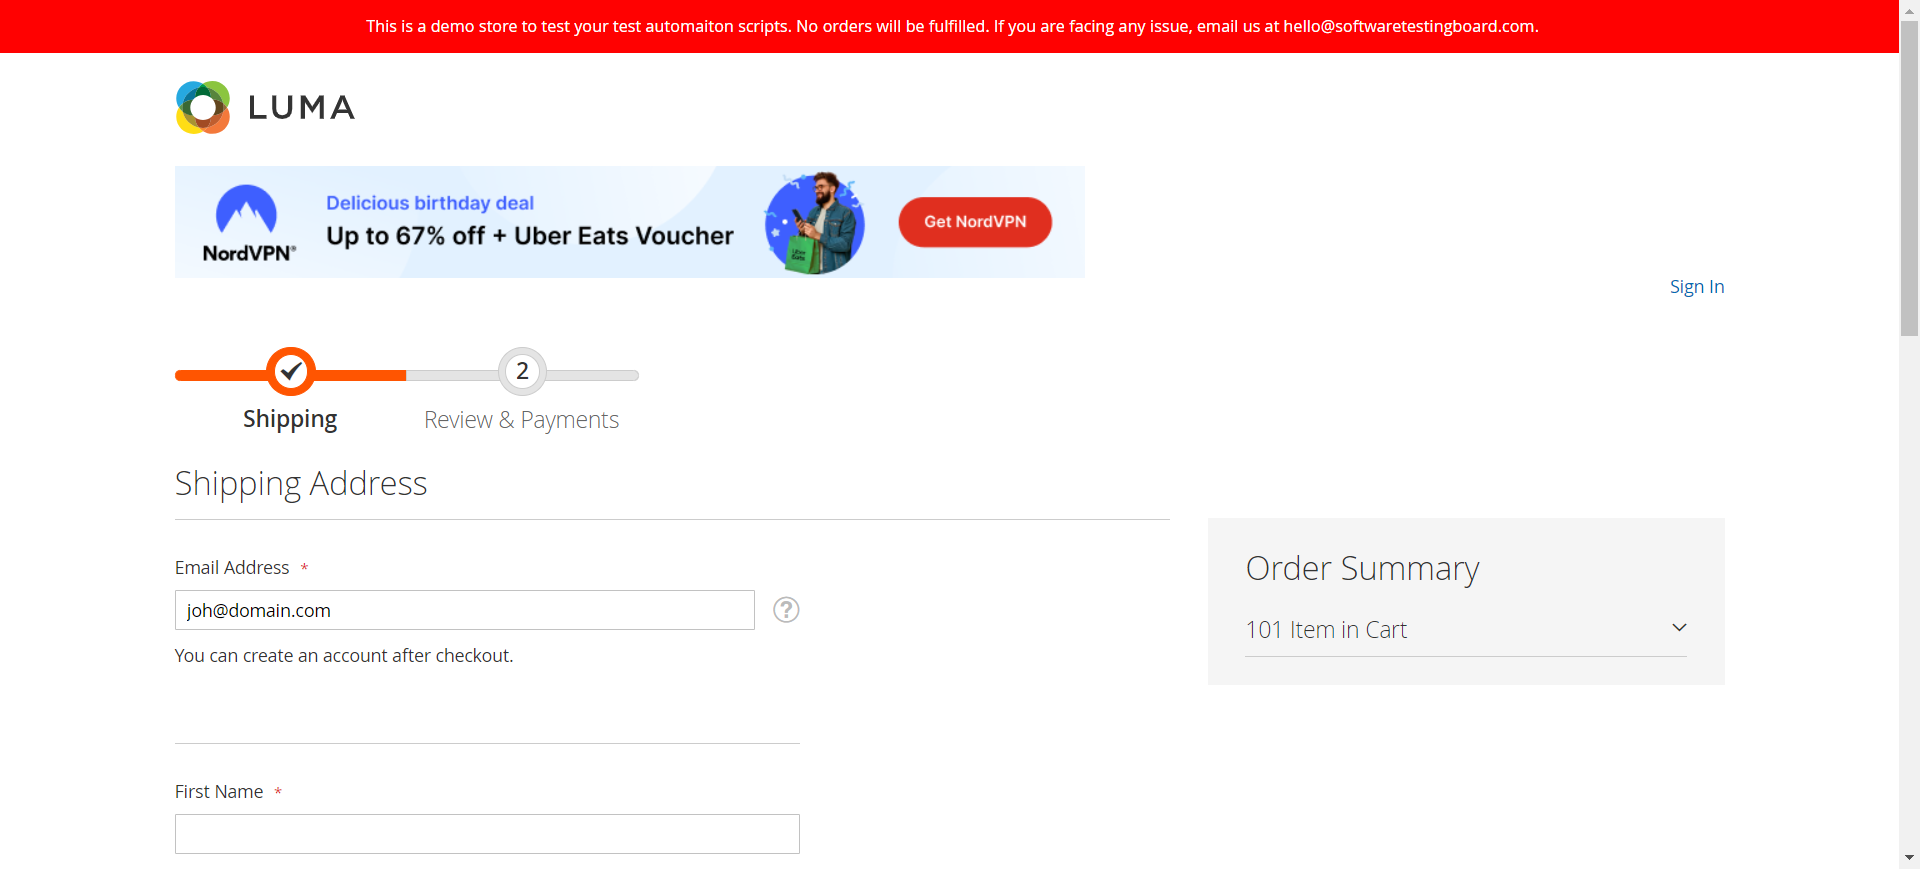 This is a demo store to test your test automaiton scripts. No orders will be fulfilled. If you are facing any issue, email us at hello@softwaretestingboard.com.
LUMA
NordVPN®
Delicious birthday deal
Up to 67% off + Uber Eats Voucher
Uber Eats
Get NordVPN
Sign In
2
Shipping
Review & Payments
Shipping Address
Email Address *
joh@domain.com
?
You can create an account after checkout.
Order Summary
101 Item in Cart
First Name *